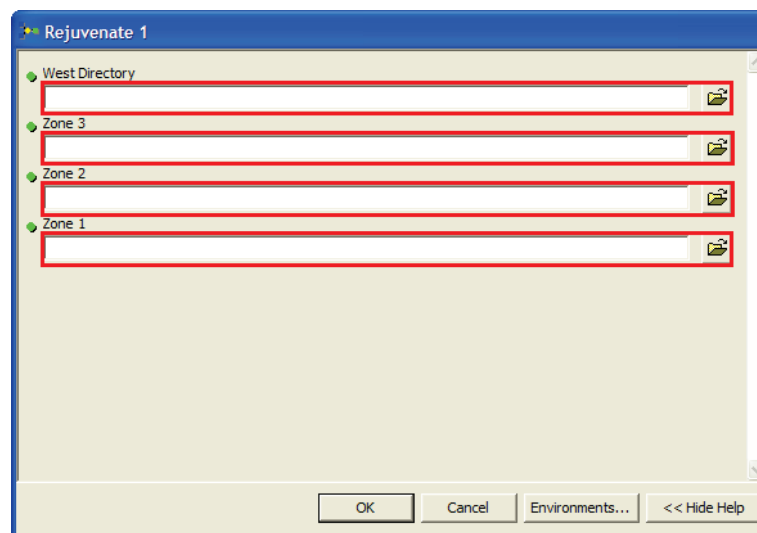 Rejuvenate 1
West Directory
Zone 3
Zone 2
Zone 1
OK Cancel Environments... << Hide Help